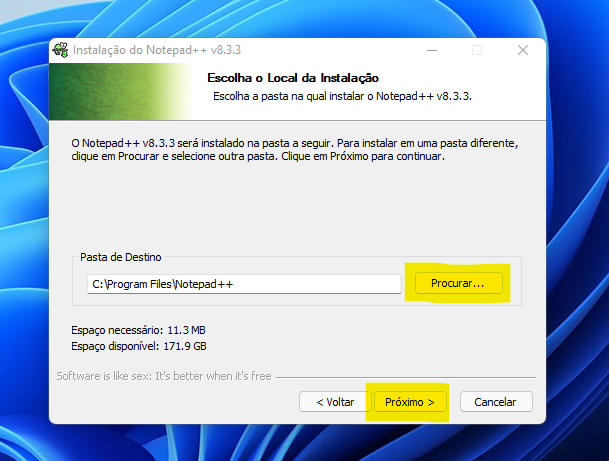 Instalação do Notepad++ v8.3.3
Escolha o Local da Instalação
Escolha a pasta na qual instalar o Notepad++ v8.3.3.
O Notepad++ v8.3.3 será instalado na pasta a seguir. Para instalar em uma pasta diferente,
clique em Procurar e selecione outra pasta. Clique em Próximo para continuar.
Pasta de Destino
C:\Program Files\Notepad++
Procurar...
Espaço necessário: 11.3 MB
Espaço disponível: 171.9 GB
Software is like sex: It's better when it's free
< Voltar
Próximo >
Cancelar